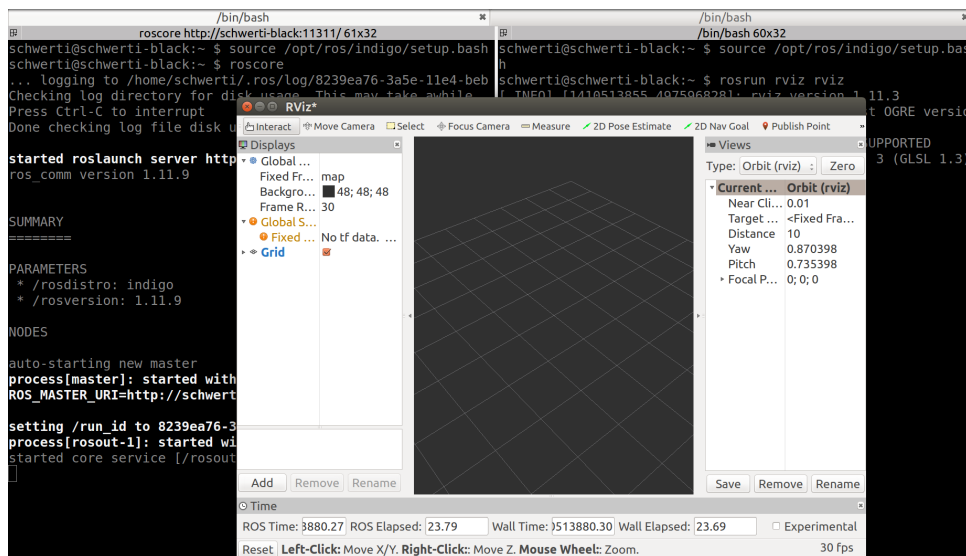 /bin/bash
/bin/bash
roscore http://schwerti-black:11311/ 61x32
/bin/bash 60x32
schwerti@schwerti-black:~ $ source /opt/ros/indigo/setup.bash
schwerti@schwerti-black:~ $ roscore
... logging to /home/schwerti/.ros/log/8239ea76-3a5e-11e4-beb
Checking log directory for disk usage. This may take awhile.
Press Ctrl-C to interrupt
Done checking log file disk u
started roslaunch server http
ros_comm version 1.11.9
SUMMARY
========
PARAMETERS
* /rosdistro: indigo
* /rosversion: 1.11.9
NODES
auto-starting new master
process[master]: started with
ROS_MASTER_URI=http://schwert
setting /run_id to 8239ea76-3
process[rosout-1]: started wi
started core service [/rosout
schwerti@schwerti-black:~ $ source /opt/ros/indigo/setup.bas
h
schwerti@schwerti-black:~ $ rosrun rviz rviz
[ INFO] [1410513855.497596828]: rviz version 1.11.3
t OGRE versio
UPPORTED
3 (GLSL 1.3)
RViz*
Interact Move Camera Select Focus Camera Measure 2D Pose Estimate 2D Nav Goal Publish Point »
Displays
Global ...
Fixed Fr... map
Backgro... 48; 48; 48
Frame R... 30
Global S...
Fixed ... No tf data. ...
Grid
Add Remove Rename
Views
Type: Orbit (rviz) Zero
Current ... Orbit (rviz)
Near Cli... 0.01
Target ... <Fixed Fra...
Distance 10
Yaw 0.870398
Pitch 0.735398
Focal P... 0; 0; 0
Save Remove Rename
Time
ROS Time: 3880.27 ROS Elapsed: 23.79 Wall Time: 0513880.30 Wall Elapsed: 23.69 Experimental
Reset Left-Click: Move X/Y. Right-Click:: Move Z. Mouse Wheel:: Zoom. 30 fps